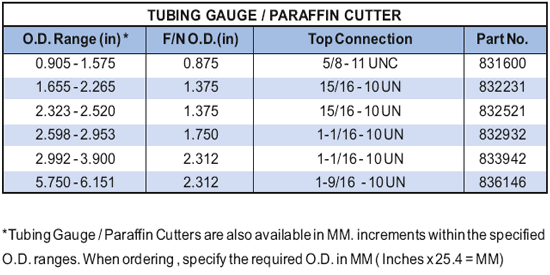 TUBING GAUGE / PARAFFIN CUTTER
O.D. Range (in)* F/N O.D.(in) Top Connection Part No.
0.905 - 1.575 0.875 5/8 - 11 UNC 831600
1.655 - 2.265 1.375 15/16 - 10 UN 832231
2.323 - 2.520 1.375 15/16 - 10 UN 832521
2.598 - 2.953 1.750 1-1/16 - 10 UN 832932
2.992 - 3.900 2.312 1-1/16 - 10 UN 833942
5.750 - 6.151 2.312 1-9/16 - 10 UN 836146
*Tubing Gauge / Paraffin Cutters are also available in MM. increments within the specified
O.D. ranges. When ordering , specify the required O.D. in MM ( Inches x 25.4 = MM)